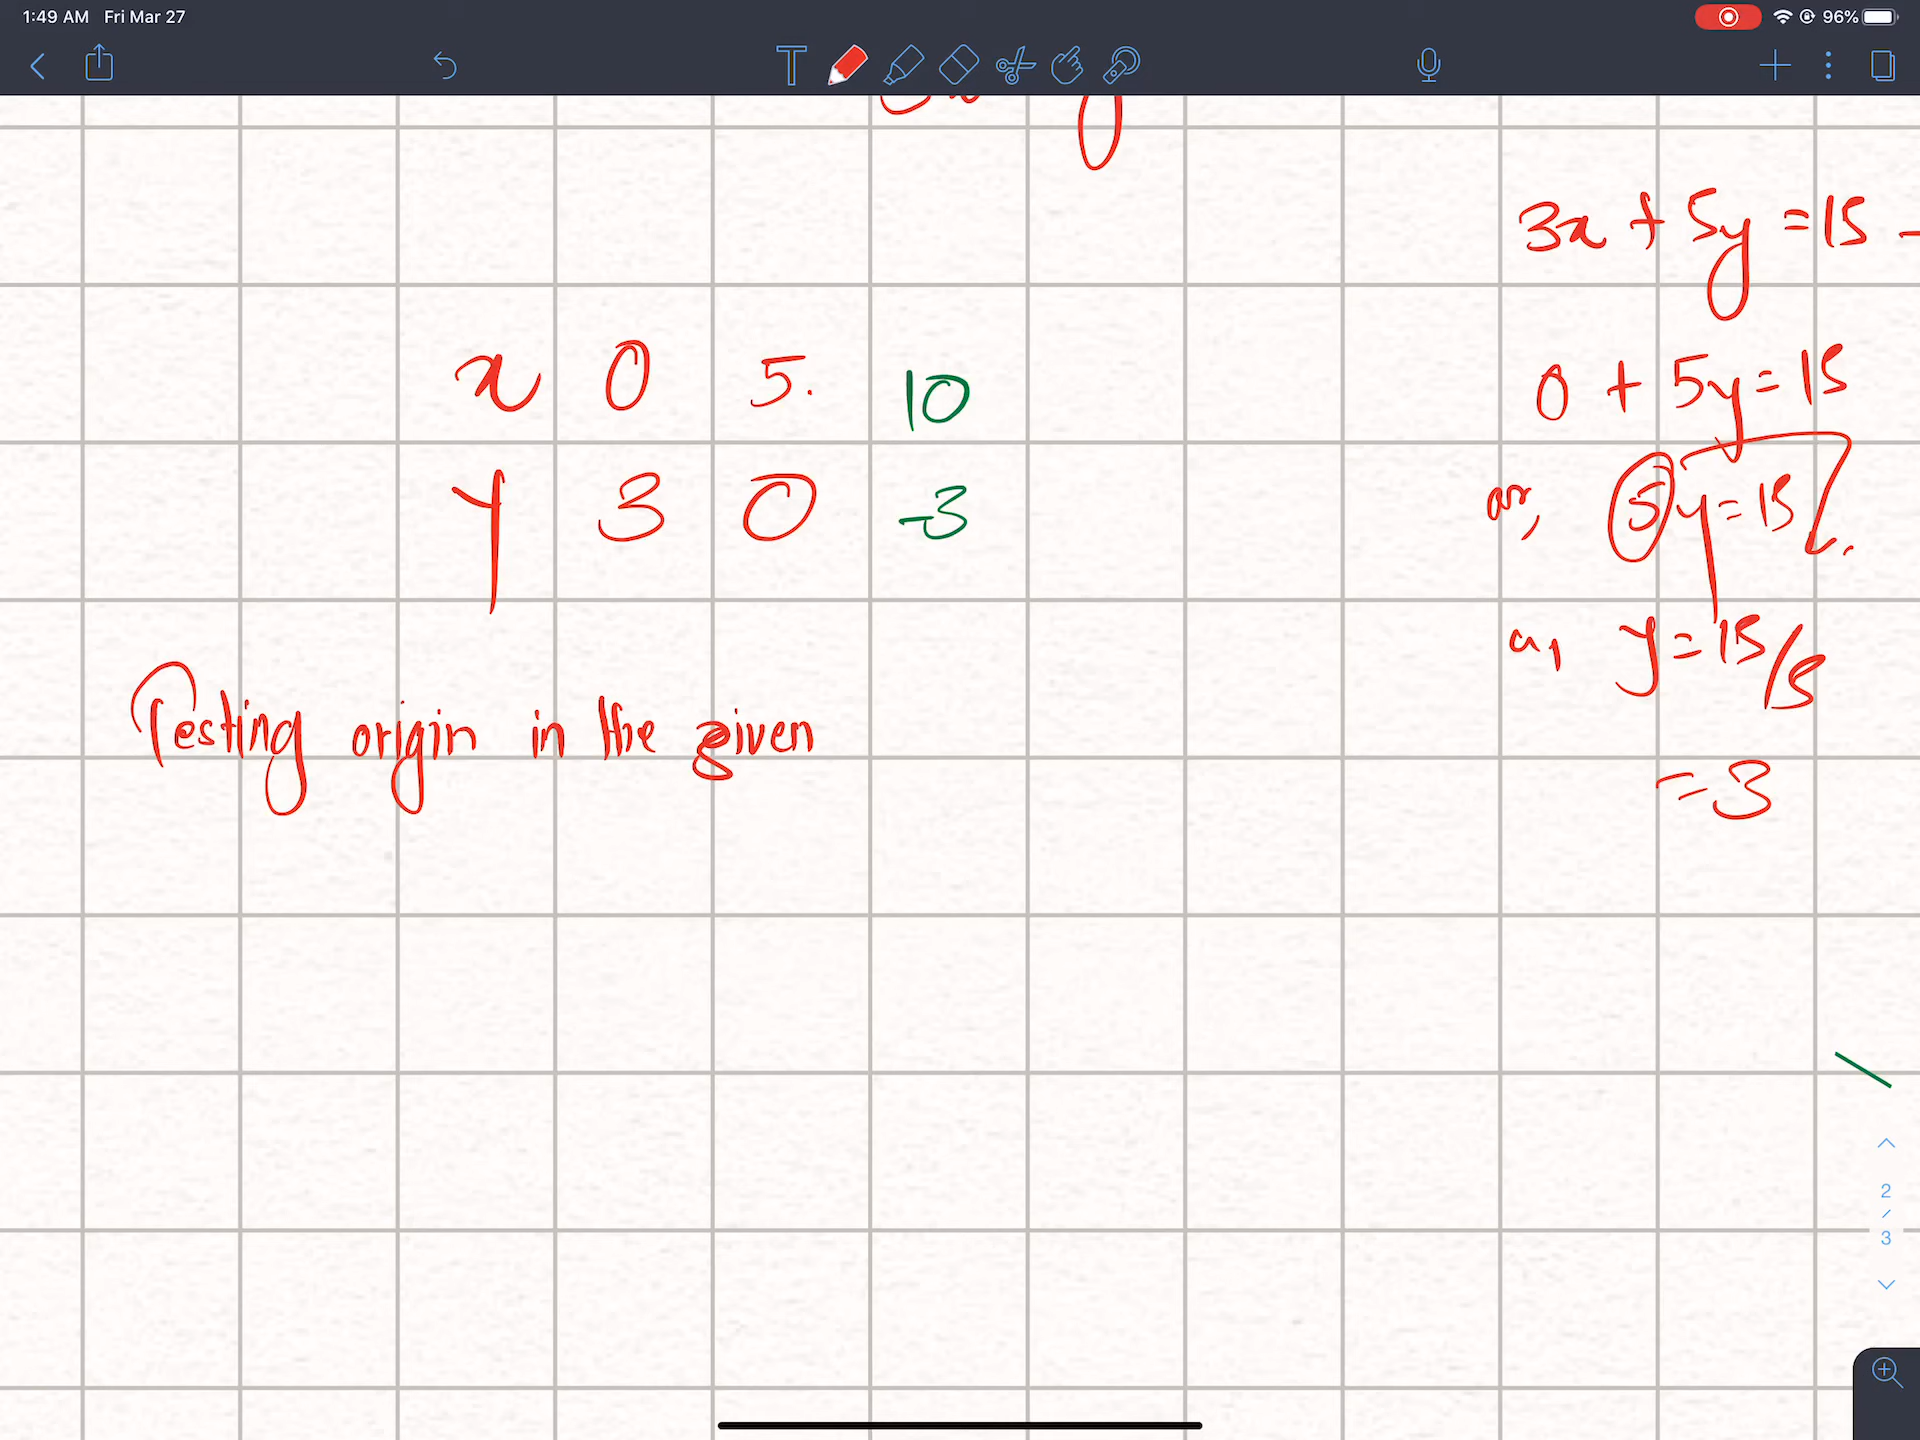 1:49 AM Fri Mar 27
96%
3x + 5y = 15
x 0 5. 10
y 3 0 -3
0 + 5y = 15
or, 5y = 15
y = 15/5
= 3
Testing origin in the given
2
/
3